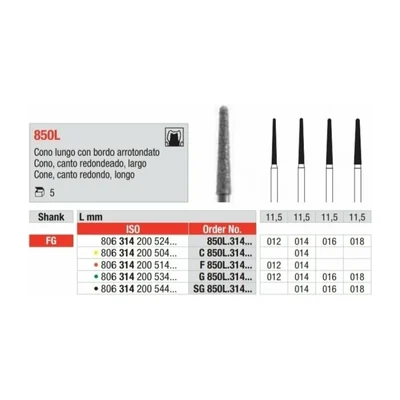 850L
Cono lungo con bordo arrotondato
Cono, canto redondeado, largo
Cone, canto redondo, longo
5
Shank L mm 11,5 11,5 11,5 11,5
ISO Order No.
FG 806 314 200 524... 850L.314... 012 014 016 018
806 314 200 504... C 850L.314... 014
806 314 200 514... F 850L.314... 012 014
806 314 200 534... G 850L.314... 012 014 016 018
806 314 200 544... SG 850L.314... 014 016 018